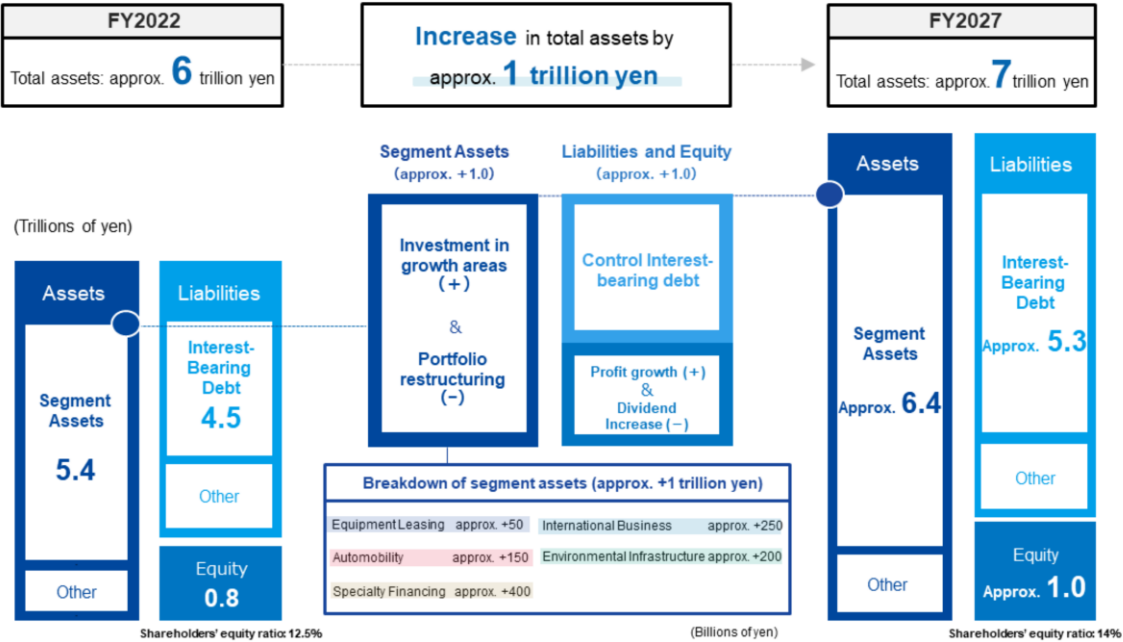 FY2022
Total assets: approx. 6 trillion yen
Increase in total assets by
approx. 1 trillion yen
FY2027
Total assets: approx. 7 trillion yen
(Trillions of yen)
Assets
Segment
Assets
5.4
Other
Liabilities
Interest-
Bearing
Debt
4.5
Other
Equity
0.8
Shareholders' equity ratio: 12.5%
Segment Assets
(approx. +1.0)
Investment in
growth areas
(+)
&
Portfolio
restructuring
(−)
Liabilities and Equity
(approx. +1.0)
Control Interest-
bearing debt
Profit growth (+)
&
Dividend
Increase (−)
Breakdown of segment assets (approx. +1 trillion yen)
Equipment Leasing approx. +50
International Business approx. +250
Automobility approx. +150
Environmental Infrastructure approx. +200
Specialty Financing approx. +400
(Billions of yen)
Assets
Segment
Assets
Approx. 6.4
Other
Liabilities
Interest-
Bearing
Debt
Approx. 5.3
Other
Equity
Approx. 1.0
Shareholders' equity ratio: 14%